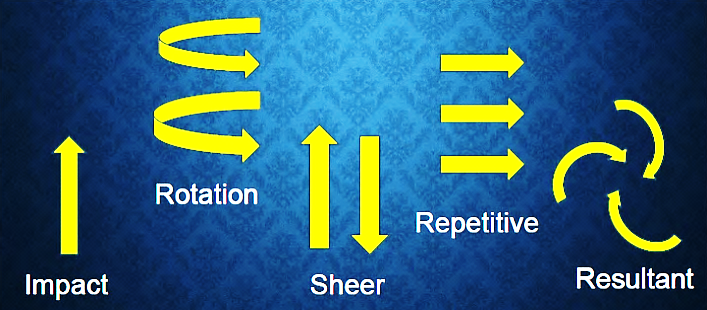 Impact
Rotation
Sheer
Repetitive
Resultant